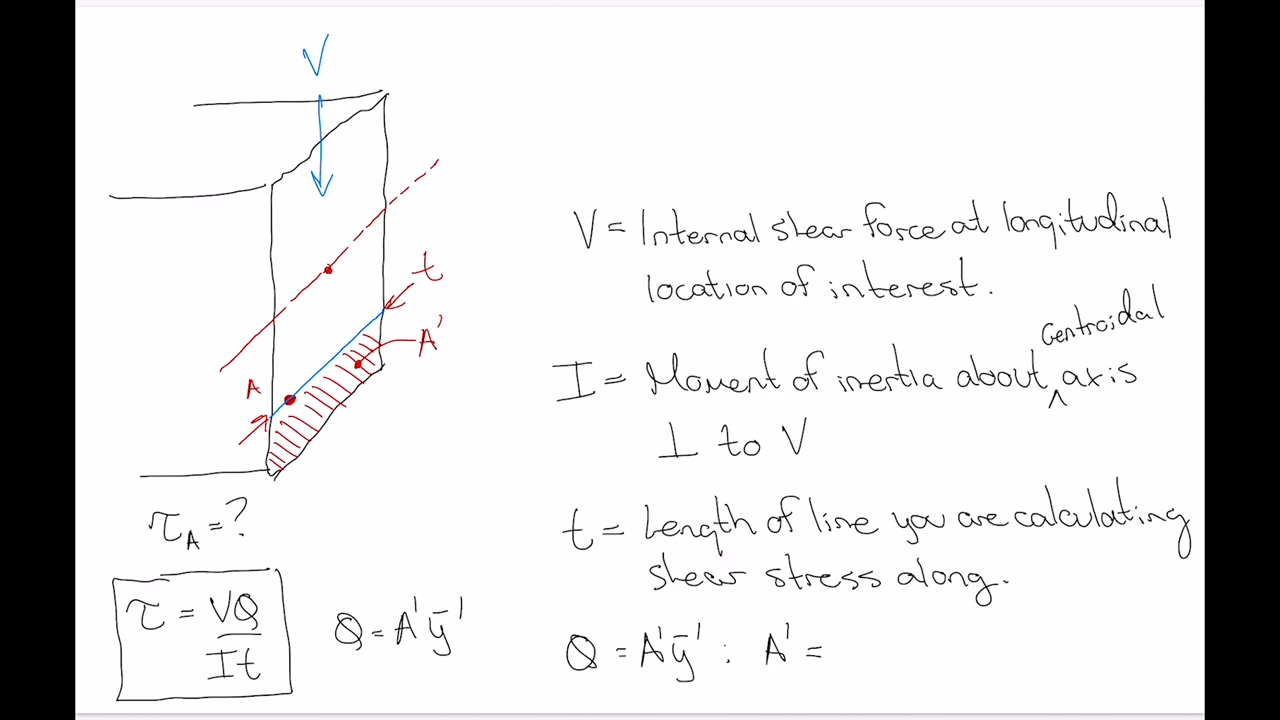 V
t
A'
A
τ_A = ?
τ = VQ / It
Q = A'ȳ'
V = Internal shear force at longitudinal
location of interest.
I = Moment of inertia about centroidal axis
⊥ to V
t = Length of line you are calculating
shear stress along.
Q = A'ȳ' : A' =